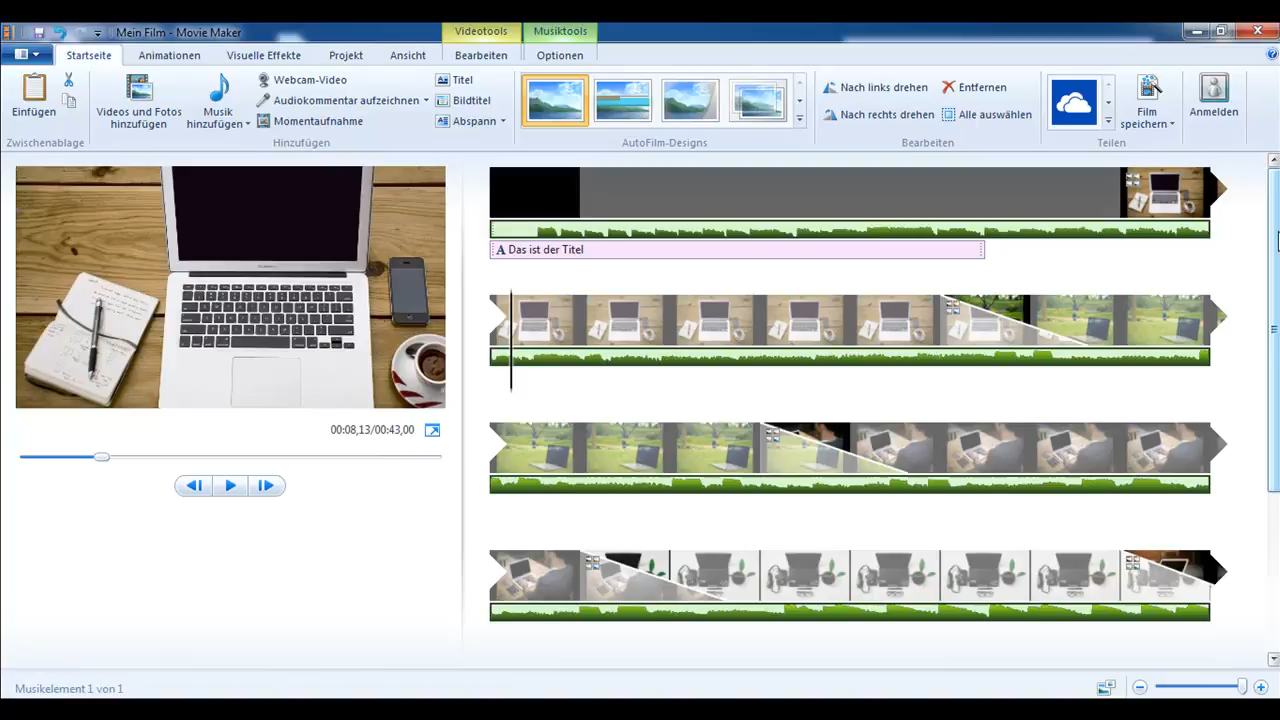 Mein Film - Movie Maker
Videotools
Musiktools
Startseite
Animationen
Visuelle Effekte
Projekt
Ansicht
Bearbeiten
Optionen
Einfügen
Zwischenablage
Videos und Fotos
hinzufügen
Musik
hinzufügen
Webcam-Video
Audiokommentar aufzeichnen
Momentaufnahme
Titel
Bildtitel
Abspann
Hinzufügen
AutoFilm-Designs
Nach links drehen
Nach rechts drehen
Entfernen
Alle auswählen
Bearbeiten
Film
speichern
Teilen
Anmelden
A Das ist der Titel
00:08,13/00:43,00
Musikelement 1 von 1